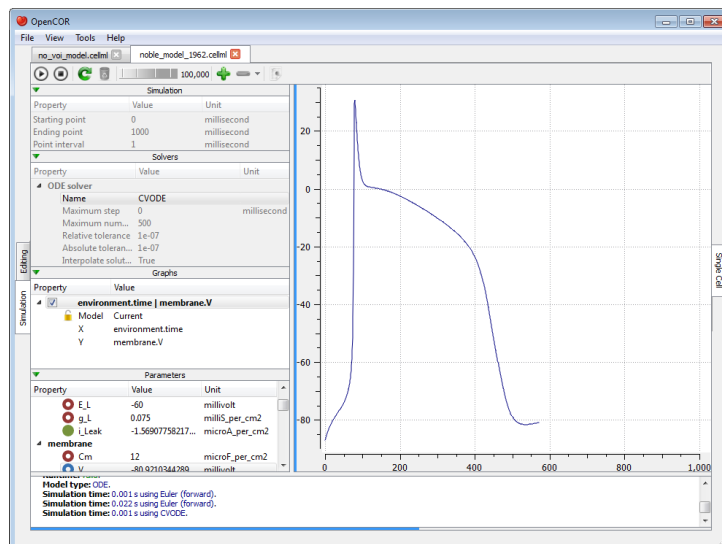 OpenCOR
File View Tools Help
no_voi_model.cellml noble_model_1962.cellml
100,000
Simulation
Property Value Unit
Starting point 0 millisecond
Ending point 1000 millisecond
Point interval 1 millisecond
Solvers
Property Value Unit
ODE solver
Name CVODE
Maximum step 0 millisecond
Maximum num... 500
Relative tolerance 1e-07
Absolute toleran... 1e-07
Interpolate solut... True
Graphs
Property Value
environment.time | membrane.V
Model Current
X environment.time
Y membrane.V
Parameters
Property Value Unit
E_L -60 millivolt
g_L 0.075 milliS_per_cm2
i_Leak -1.56907758217... microA_per_cm2
membrane
Cm 12 microF_per_cm2
V -80.9210344289 millivolt
Model type: ODE.
Simulation time: 0.001 s using Euler (forward).
Simulation time: 0.022 s using Euler (forward).
Simulation time: 0.001 s using CVODE.
Editing
Simulation
Single Cell
20
0
-20
-40
-60
-80
0 200 400 600 800 1,000